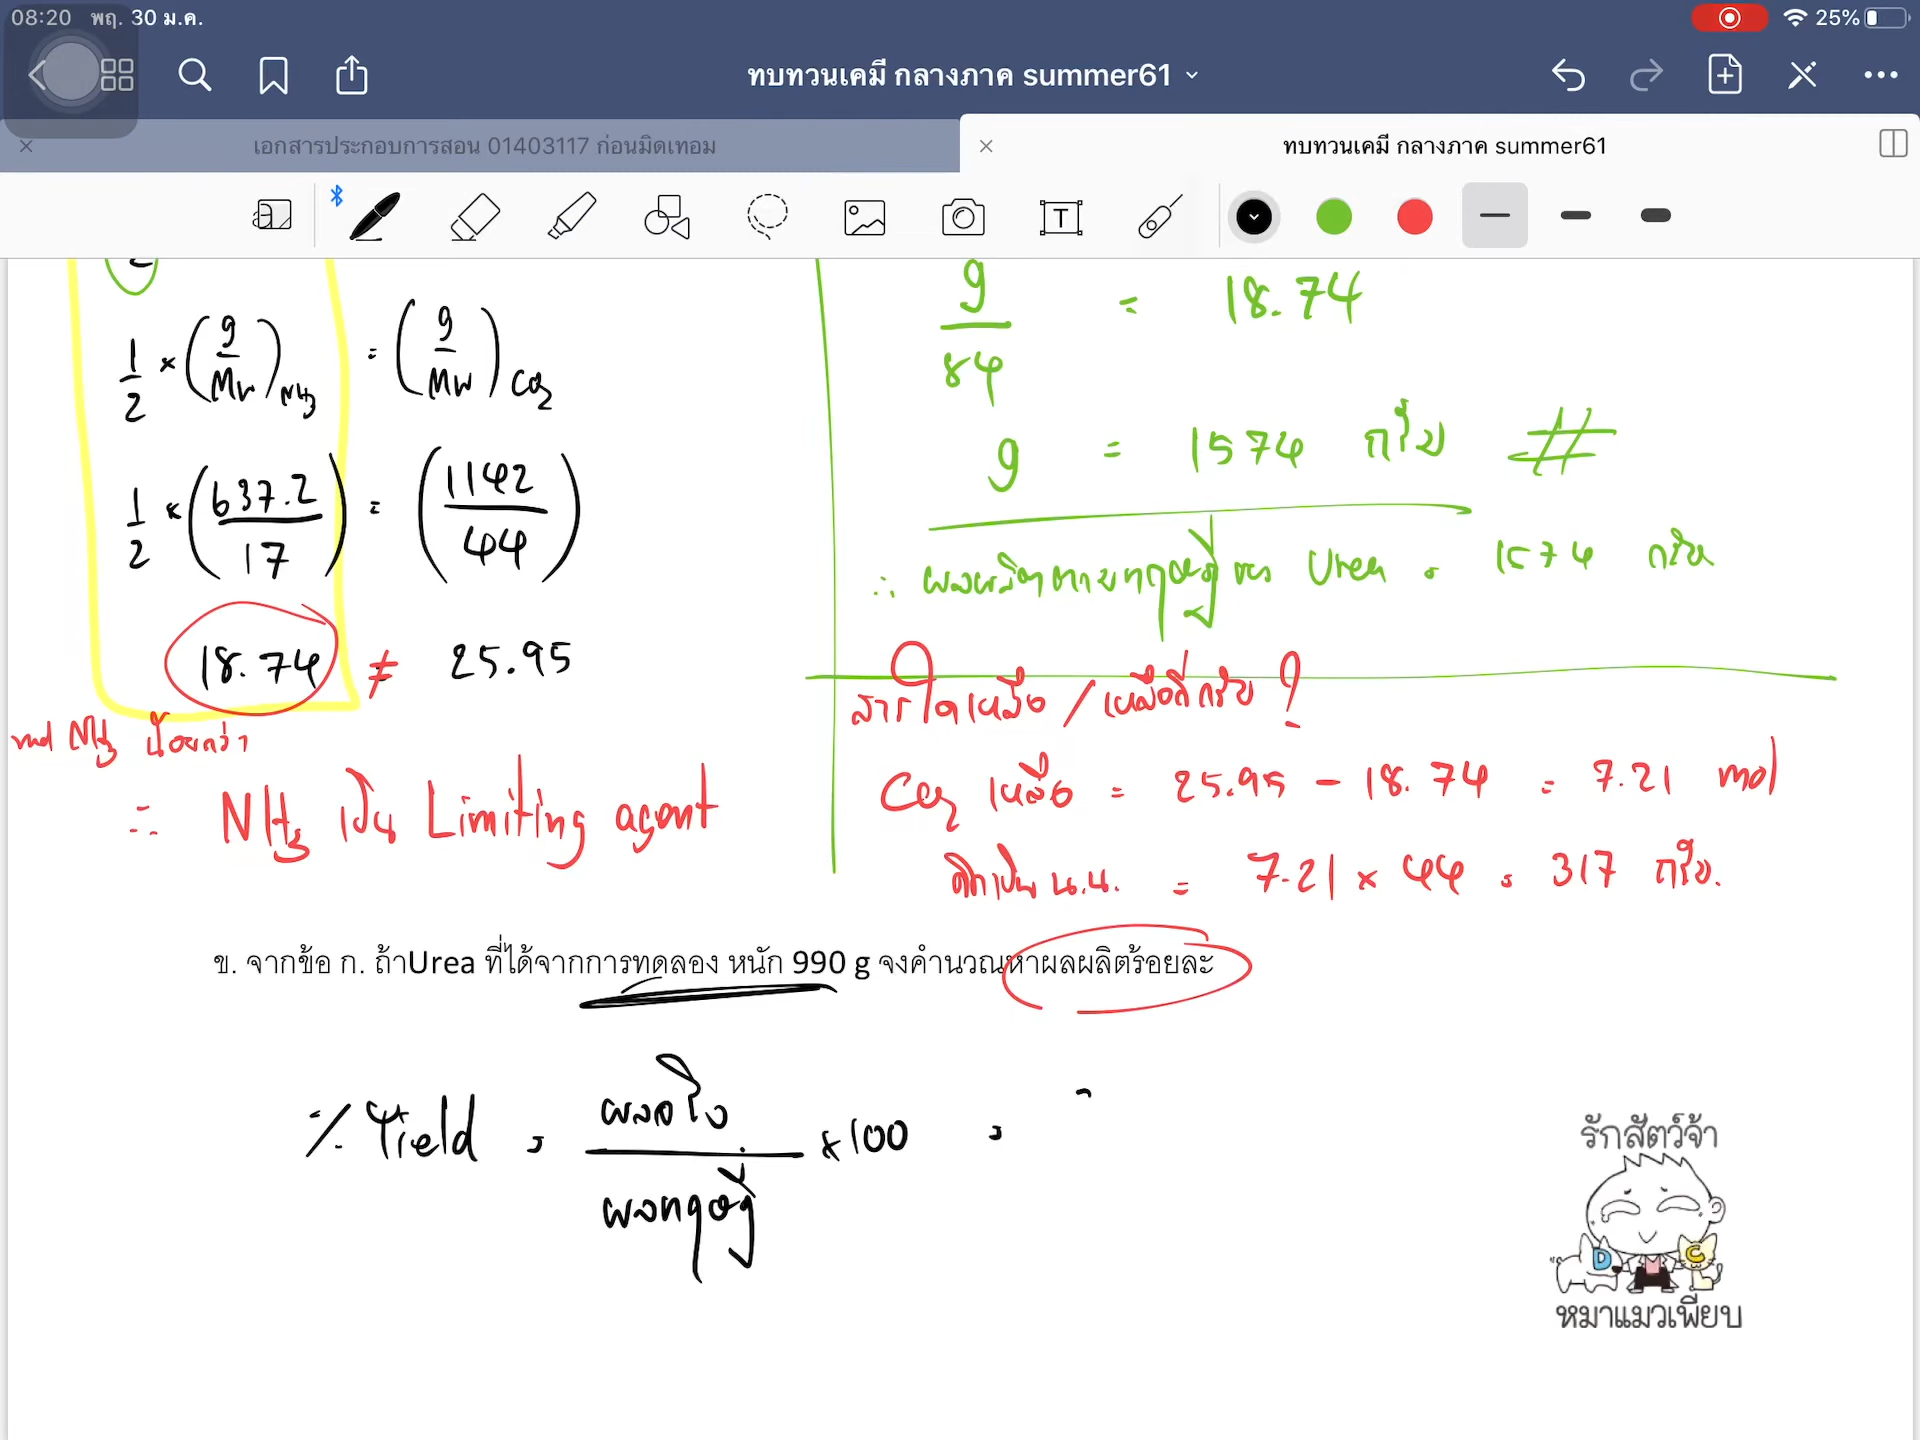 08:20 พฤ. 30 ม.ค.
25%
ทบทวนเคมี กลางภาค summer61
เอกสารประกอบการสอน 01403117 ก่อนมิดเทอม
ทบทวนเคมี กลางภาค summer61
T
2
1/2 × (g/Mw)NH3 = (g/Mw)CO2
1/2 × (637.2/17) = (1142/44)
18.74 ≠ 25.95
mol NH3 น้อยกว่า
∴ NH3 เป็น Limiting agent
g/84 = 18.74
g = 1574 กรัม #
∴ ผลผลิตตามทฤษฎี ของ Urea = 1574 กรัม
สารใดเหลือ / เหลือกี่กรัม ?
CO2 เหลือ = 25.95 - 18.74 = 7.21 mol
คิดเป็น น.น. = 7.21 × 44 = 317 กรัม.
ข. จากข้อ ก. ถ้าUrea ที่ได้จากการทดลอง หนัก 990 g จงคำนวณหาผลผลิตร้อยละ
% Yield = ผลจริง/ผลทฤษฎี × 100 =
รักสัตว์จ้า
D C
หมาแมวเพียบ